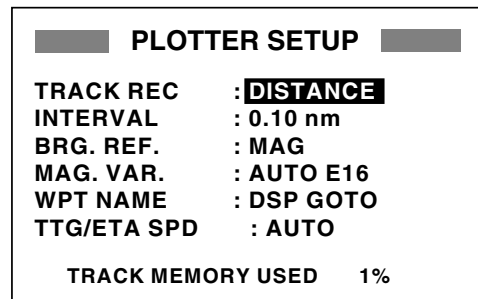 PLOTTER SETUP
TRACK REC : DISTANCE
INTERVAL : 0.10 nm
BRG. REF. : MAG
MAG. VAR. : AUTO E16
WPT NAME : DSP GOTO
TTG/ETA SPD : AUTO
TRACK MEMORY USED 1%